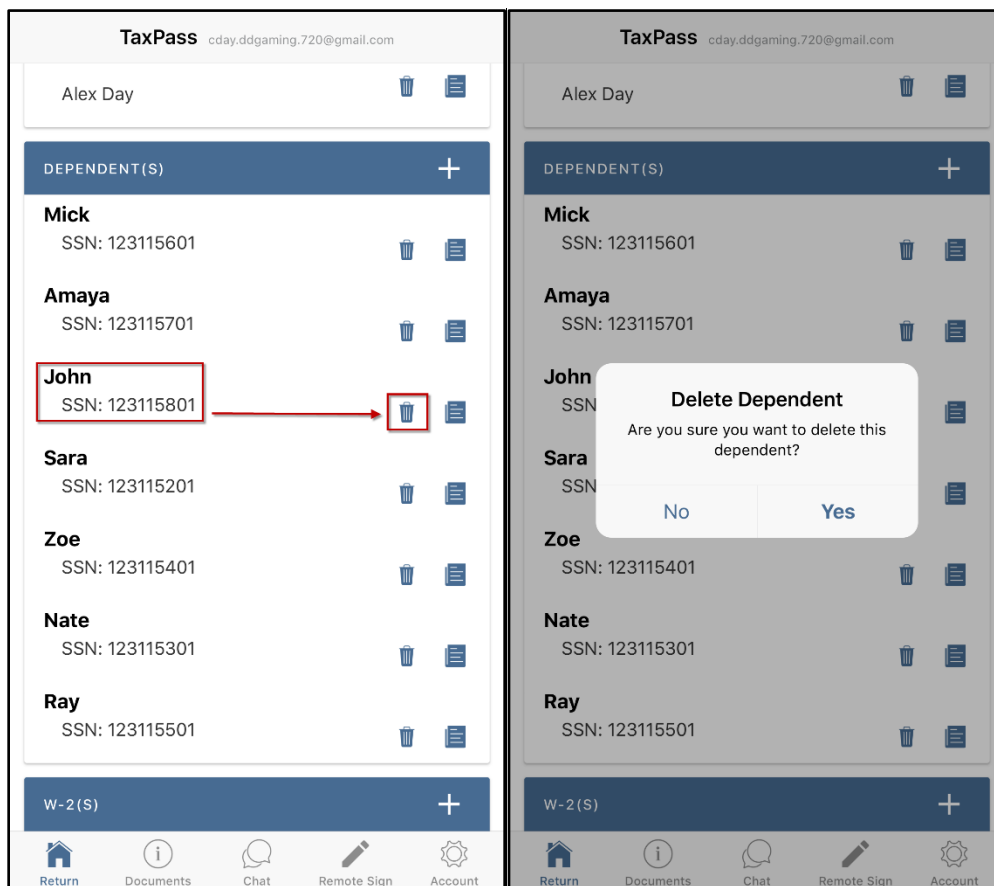 TaxPass cday.ddgaming.720@gmail.com
Alex Day
DEPENDENT(S)
Mick
SSN: 123115601
Amaya
SSN: 123115701
John
SSN: 123115801
Sara
SSN: 123115201
Zoe
SSN: 123115401
Nate
SSN: 123115301
Ray
SSN: 123115501
W-2(S)
Return Documents Chat Remote Sign Account
TaxPass cday.ddgaming.720@gmail.com
Alex Day
DEPENDENT(S)
Mick
SSN: 123115601
Amaya
SSN: 123115701
John
SSN
Delete Dependent
Are you sure you want to delete this
dependent?
No Yes
Sara
SSN
Zoe
SSN: 123115401
Nate
SSN: 123115301
Ray
SSN: 123115501
W-2(S)
Return Documents Chat Remote Sign Account